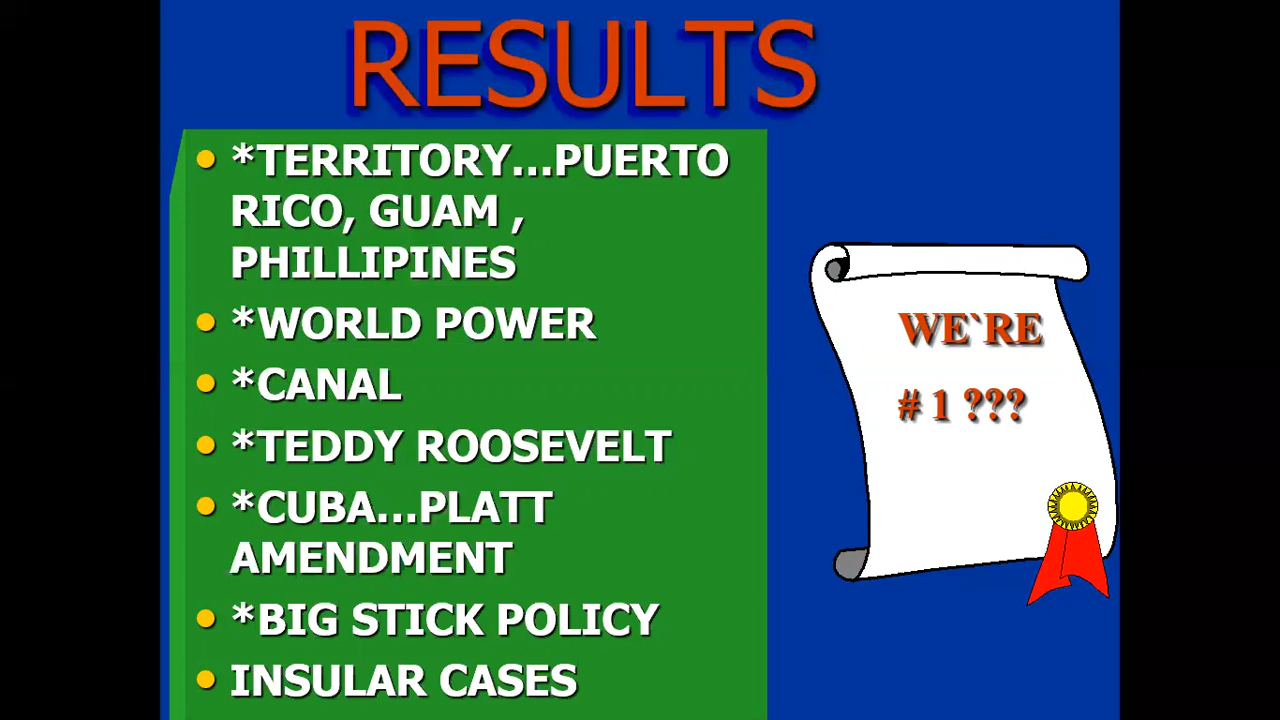 RESULTS
*TERRITORY...PUERTO
RICO, GUAM ,
PHILLIPINES
*WORLD POWER
*CANAL
*TEDDY ROOSEVELT
*CUBA...PLATT
AMENDMENT
*BIG STICK POLICY
INSULAR CASES
WE`RE
# 1 ???